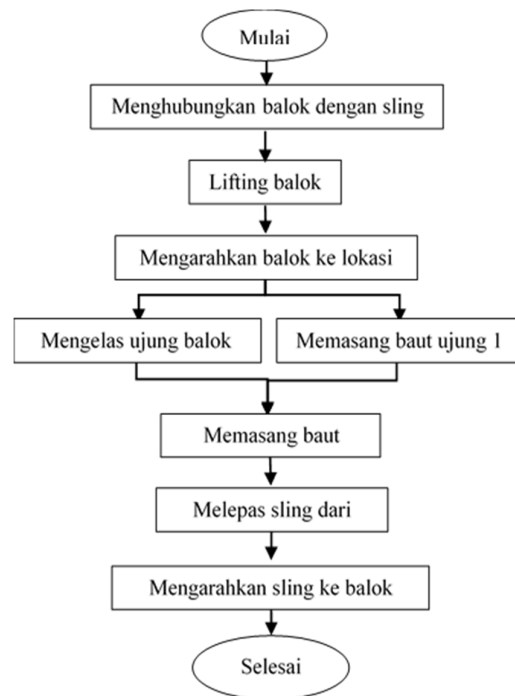 Mulai
Menghubungkan balok dengan sling
Lifting balok
Mengarahkan balok ke lokasi
Mengelas ujung balok
Memasang baut ujung 1
Memasang baut
Melepas sling dari
Mengarahkan sling ke balok
Selesai